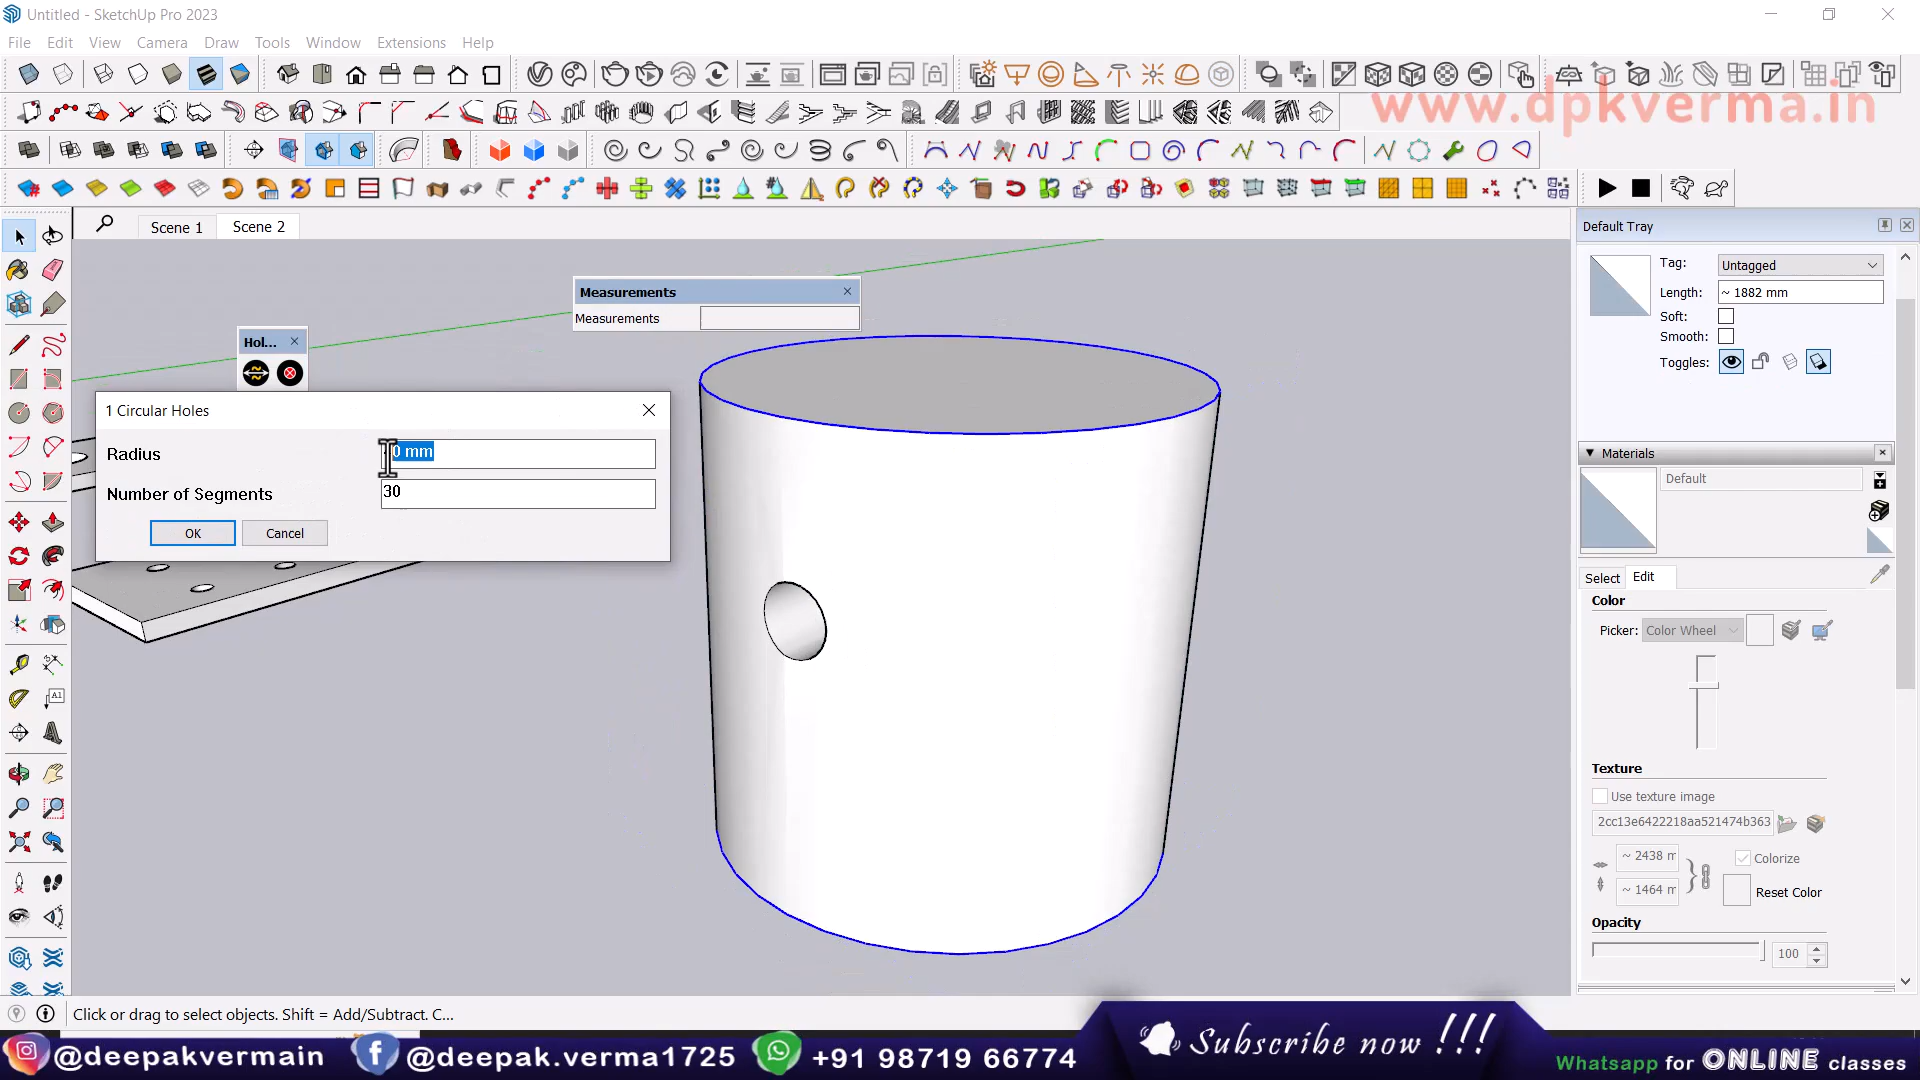 Untitled - SketchUp Pro 2023
File Edit View Camera Draw Tools Window Extensions Help
www.dpkverma.in
Scene 1 Scene 2
Default Tray
Tag: Untagged
Length: ~ 1882 mm
Soft:
Smooth:
Toggles:
Measurements
Measurements
Hol...
1 Circular Holes
Radius 0 mm
Number of Segments 30
OK Cancel
Materials
Default
Select Edit
Color
Picker: Color Wheel
Texture
Use texture image
2cc13e6422218aa521474b363
~ 2438 m
Colorize
~ 1464 m
Reset Color
Opacity
100
A1
Click or drag to select objects. Shift = Add/Subtract. C...
@deepakvermain @deepak.verma1725 +91 98719 66774
Subscribe now !!!
Whatsapp for ONLINE classes